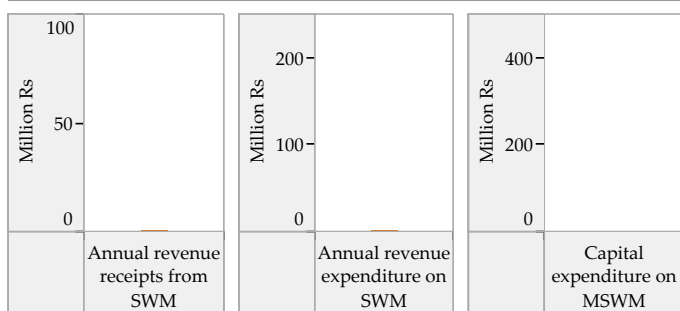 100
50
0
Million Rs
Annual revenue
receipts from
SWM
200
100
0
Million Rs
Annual revenue
expenditure on
SWM
400
200
0
Million Rs
Capital
expenditure on
MSWM